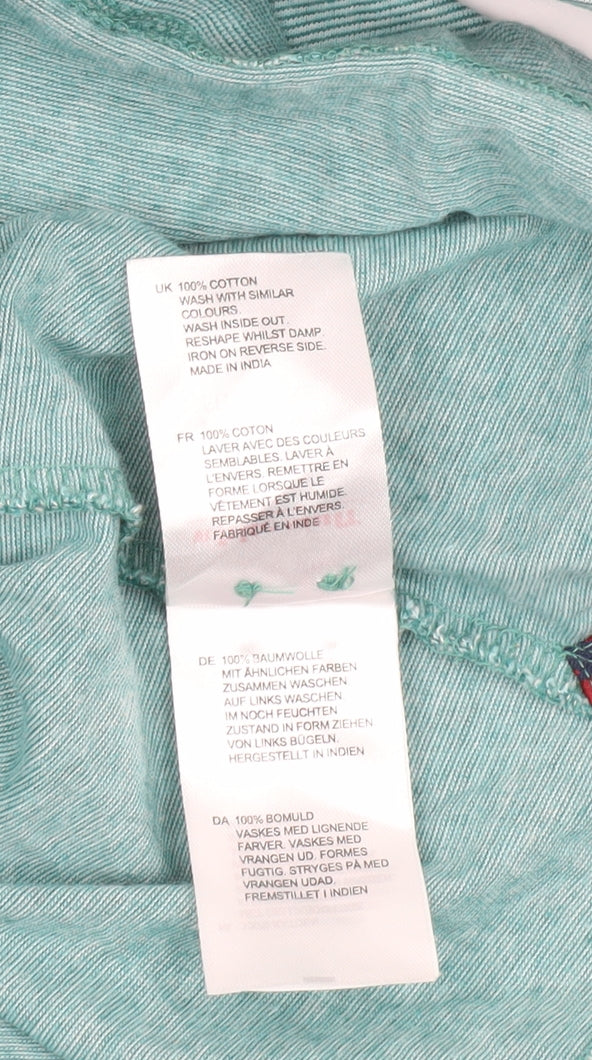 UK 100% COTTON
WASH WITH SIMILAR
COLOURS.
WASH INSIDE OUT.
RESHAPE WHILST DAMP.
IRON ON REVERSE SIDE.
MADE IN INDIA
FR 100% COTON
LAVER AVEC DES COULEURS
SEMBLABLES. LAVER À
L'ENVERS. REMETTRE EN
FORME LORSQUE LE
VÊTEMENT EST HUMIDE.
REPASSER À L'ENVERS.
FABRIQUÉ EN INDE
DE 100% BAUMWOLLE
MIT ÄHNLICHEN FARBEN
ZUSAMMEN WASCHEN
AUF LINKS WASCHEN.
IM NOCH FEUCHTEN
ZUSTAND IN FORM ZIEHEN
VON LINKS BÜGELN.
HERGESTELLT IN INDIEN
DA 100% BOMULD
VASKES MED LIGNENDE
FARVER. VASKES MED
VRANGEN UD. FORMES
FUGTIG. STRYGES PÅ MED
VRANGEN UDAD.
FREMSTILLET I INDIEN